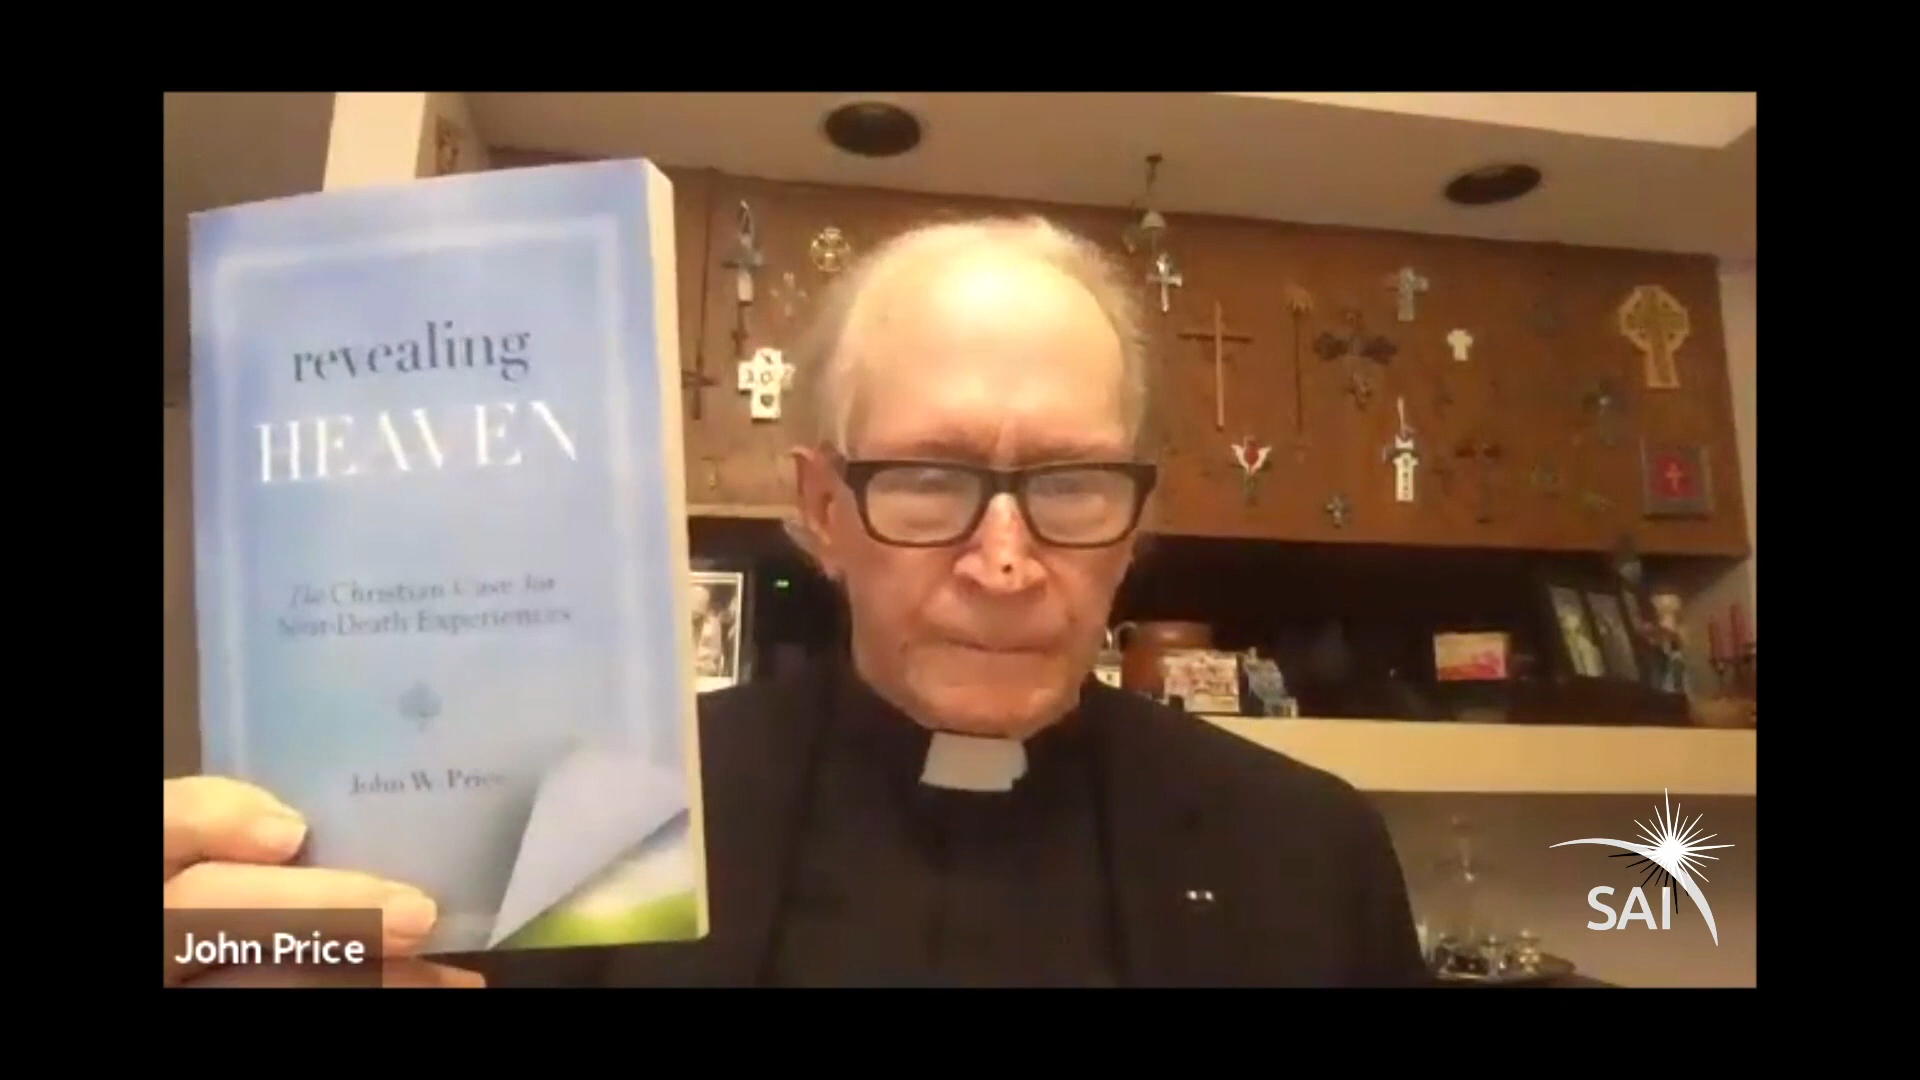 revealing
HEAVEN
The Christian Case for
Near-Death Experiences
John W. Price
John Price
SAI